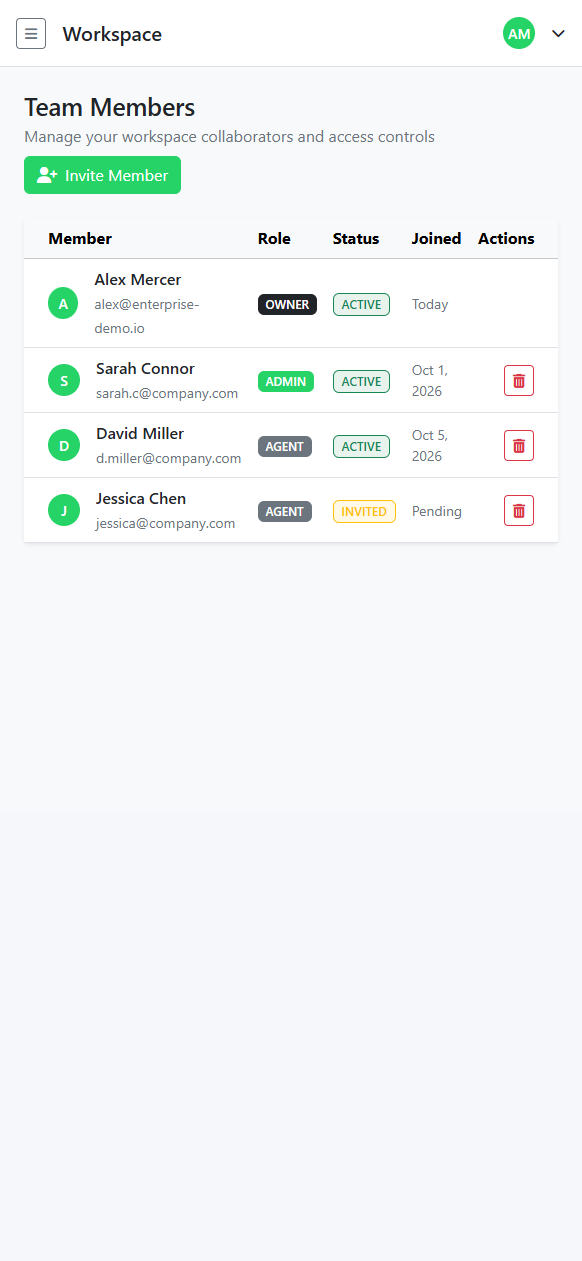 Workspace
AM
Team Members
Manage your workspace collaborators and access controls
Invite Member
Member Role Status Joined Actions
A Alex Mercer
alex@enterprise-
demo.io
OWNER ACTIVE Today
S Sarah Connor
sarah.c@company.com
ADMIN ACTIVE Oct 1,
2026
D David Miller
d.miller@company.com
AGENT ACTIVE Oct 5,
2026
J Jessica Chen
jessica@company.com
AGENT INVITED Pending